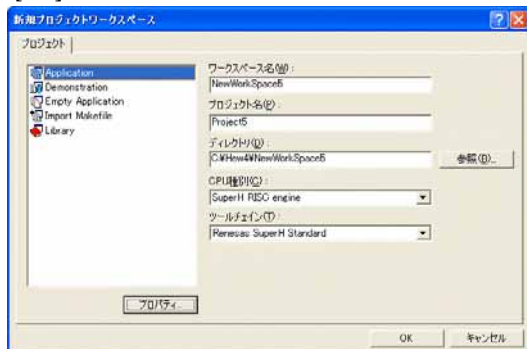 新規プロジェクトワークスペース
プロジェクト
Application
Demonstration
Empty Application
Import Makefile
Library
プロパティ...
ワークスペース名(W) :
NewWorkSpace5
プロジェクト名(P) :
Project5
ディレクトリ(D) :
C:¥Hew4¥NewWorkSpace5
参照(B)...
CPU種別(C) :
SuperH RISC engine
ツールチェイン(T) :
Renesas SuperH Standard
OK
キャンセル